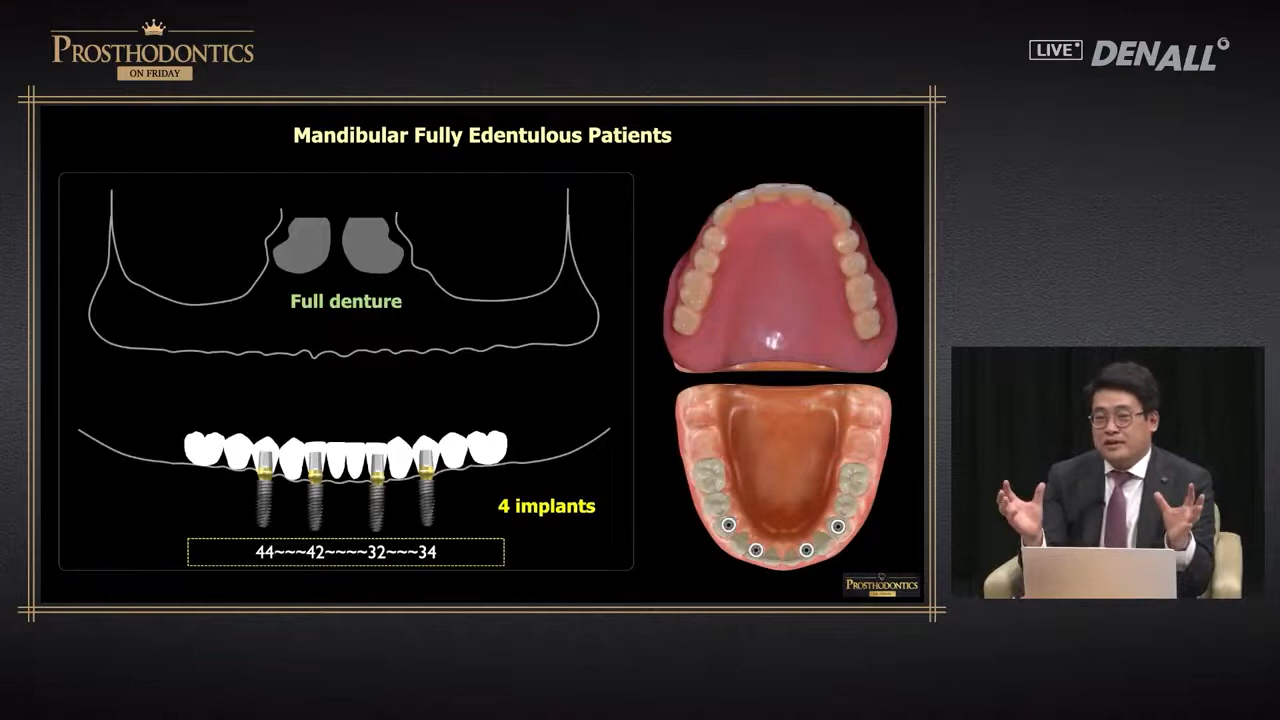 PROSTHODONTICS
ON FRIDAY
LIVE
DENALL
Mandibular Fully Edentulous Patients
Full denture
4 implants
44~~~42~~~~32~~~34
PROSTHODONTICS